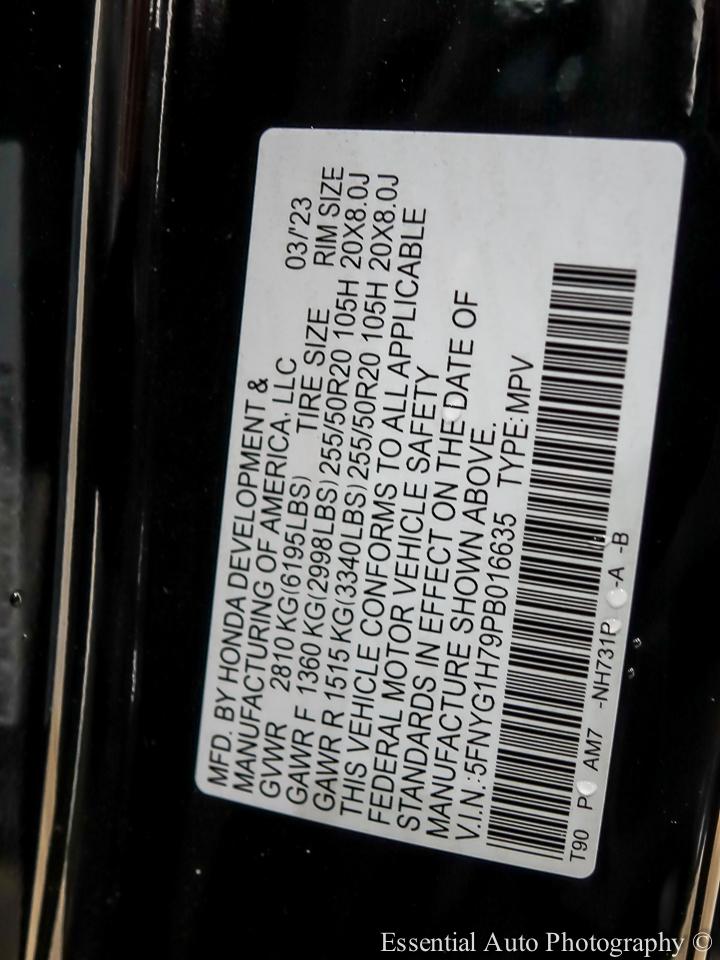 MFD. BY HONDA DEVELOPMENT &
MANUFACTURING OF AMERICA, LLC 03/'23
GVWR 2810 KG(6195LBS) TIRE SIZE RIM SIZE
GAWR F 1360 KG(2998LBS) 255/50R20 105H 20X8.0J
GAWR R 1515 KG(3340LBS) 255/50R20 105H 20X8.0J
THIS VEHICLE CONFORMS TO ALL APPLICABLE
FEDERAL MOTOR VEHICLE SAFETY
STANDARDS IN EFFECT ON THE DATE OF
MANUFACTURE SHOWN ABOVE.
V.I.N.:5FNYG1H79PB016635 TYPE:MPV
T90 P AM7 -NH731P -A -B
Essential Auto Photography ©